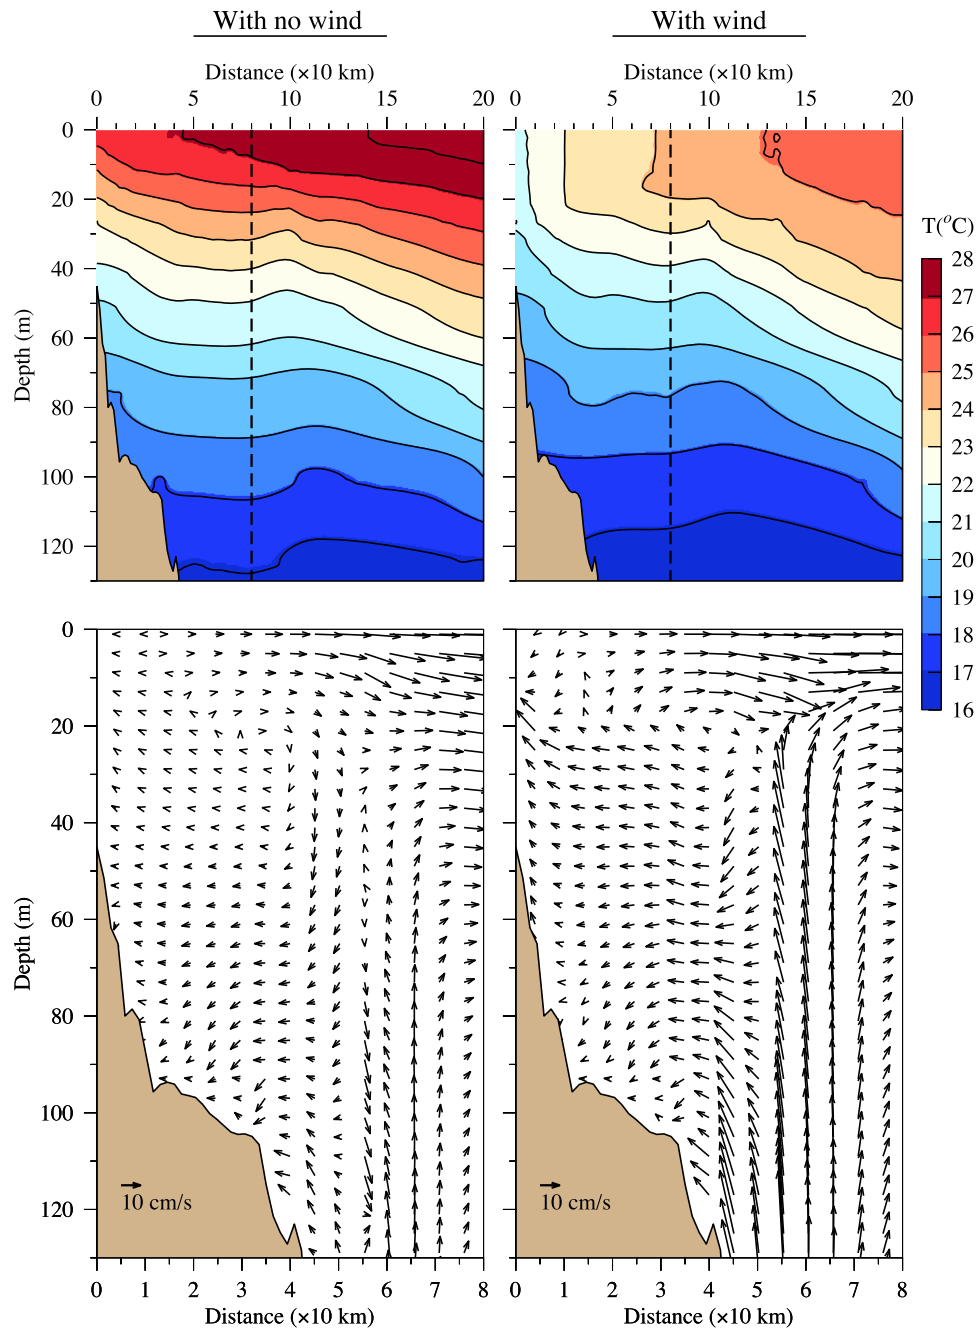 With no wind
With wind
Distance (×10 km)
Distance (×10 km)
0 5 10 15 20
0 5 10 15 20
0
20
40
60
80
100
120
Depth (m)
T(°C)
28
27
26
25
24
23
22
21
20
19
18
17
16
0
20
40
60
80
100
120
Depth (m)
10 cm/s
10 cm/s
0 1 2 3 4 5 6 7 8
0 1 2 3 4 5 6 7 8
Distance (×10 km)
Distance (×10 km)